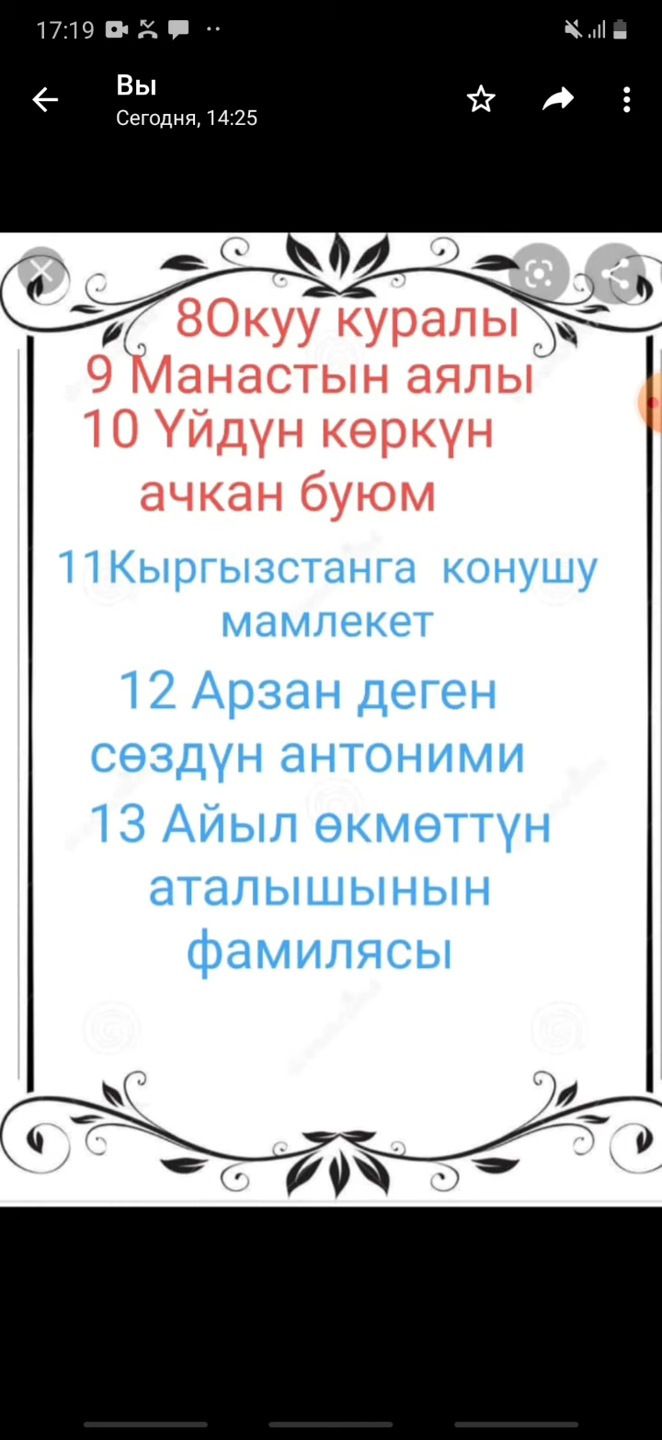 17:19
Вы
Сегодня, 14:25
8Окуу куралы
9 Манастын аялы
10 Үйдүн көркүн
ачкан буюм
11Кыргызстанга конушу
мамлекет
12 Арзан деген
сөздүн антоними
13 Айыл өкмөттүн
аталышынын
фамилясы